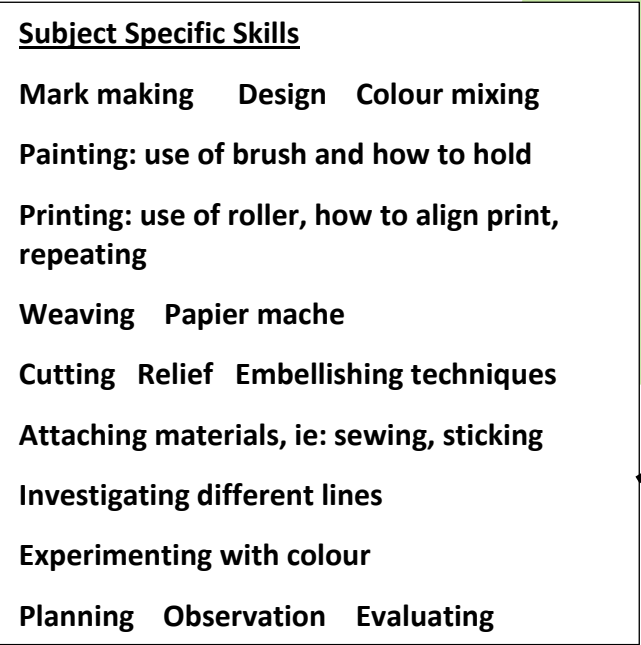 Subject Specific Skills
Mark making Design Colour mixing
Painting: use of brush and how to hold
Printing: use of roller, how to align print,
repeating
Weaving Papier mache
Cutting Relief Embellishing techniques
Attaching materials, ie: sewing, sticking
Investigating different lines
Experimenting with colour
Planning Observation Evaluating